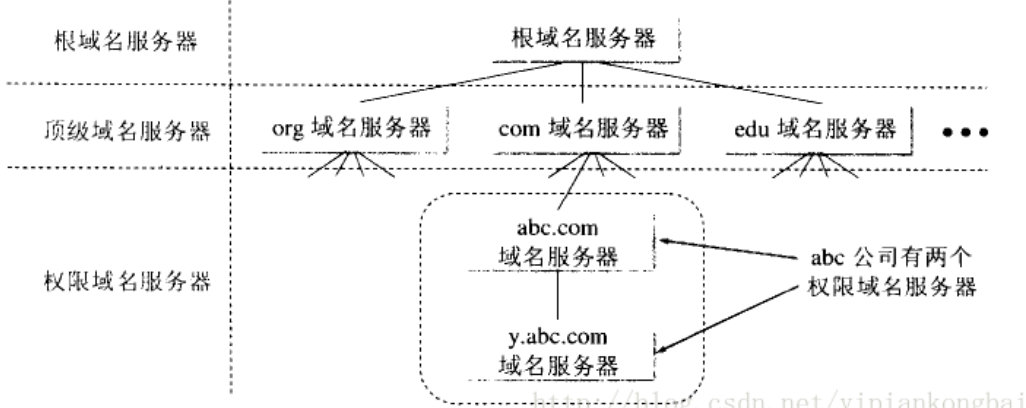 根域名服务器
根域名服务器
顶级域名服务器
org 域名服务器
com 域名服务器
edu 域名服务器
•••
权限域名服务器
abc.com
域名服务器
abc 公司有两个
权限域名服务器
y.abc.com
域名服务器
http://blog.csdn.net/yipiankongbai